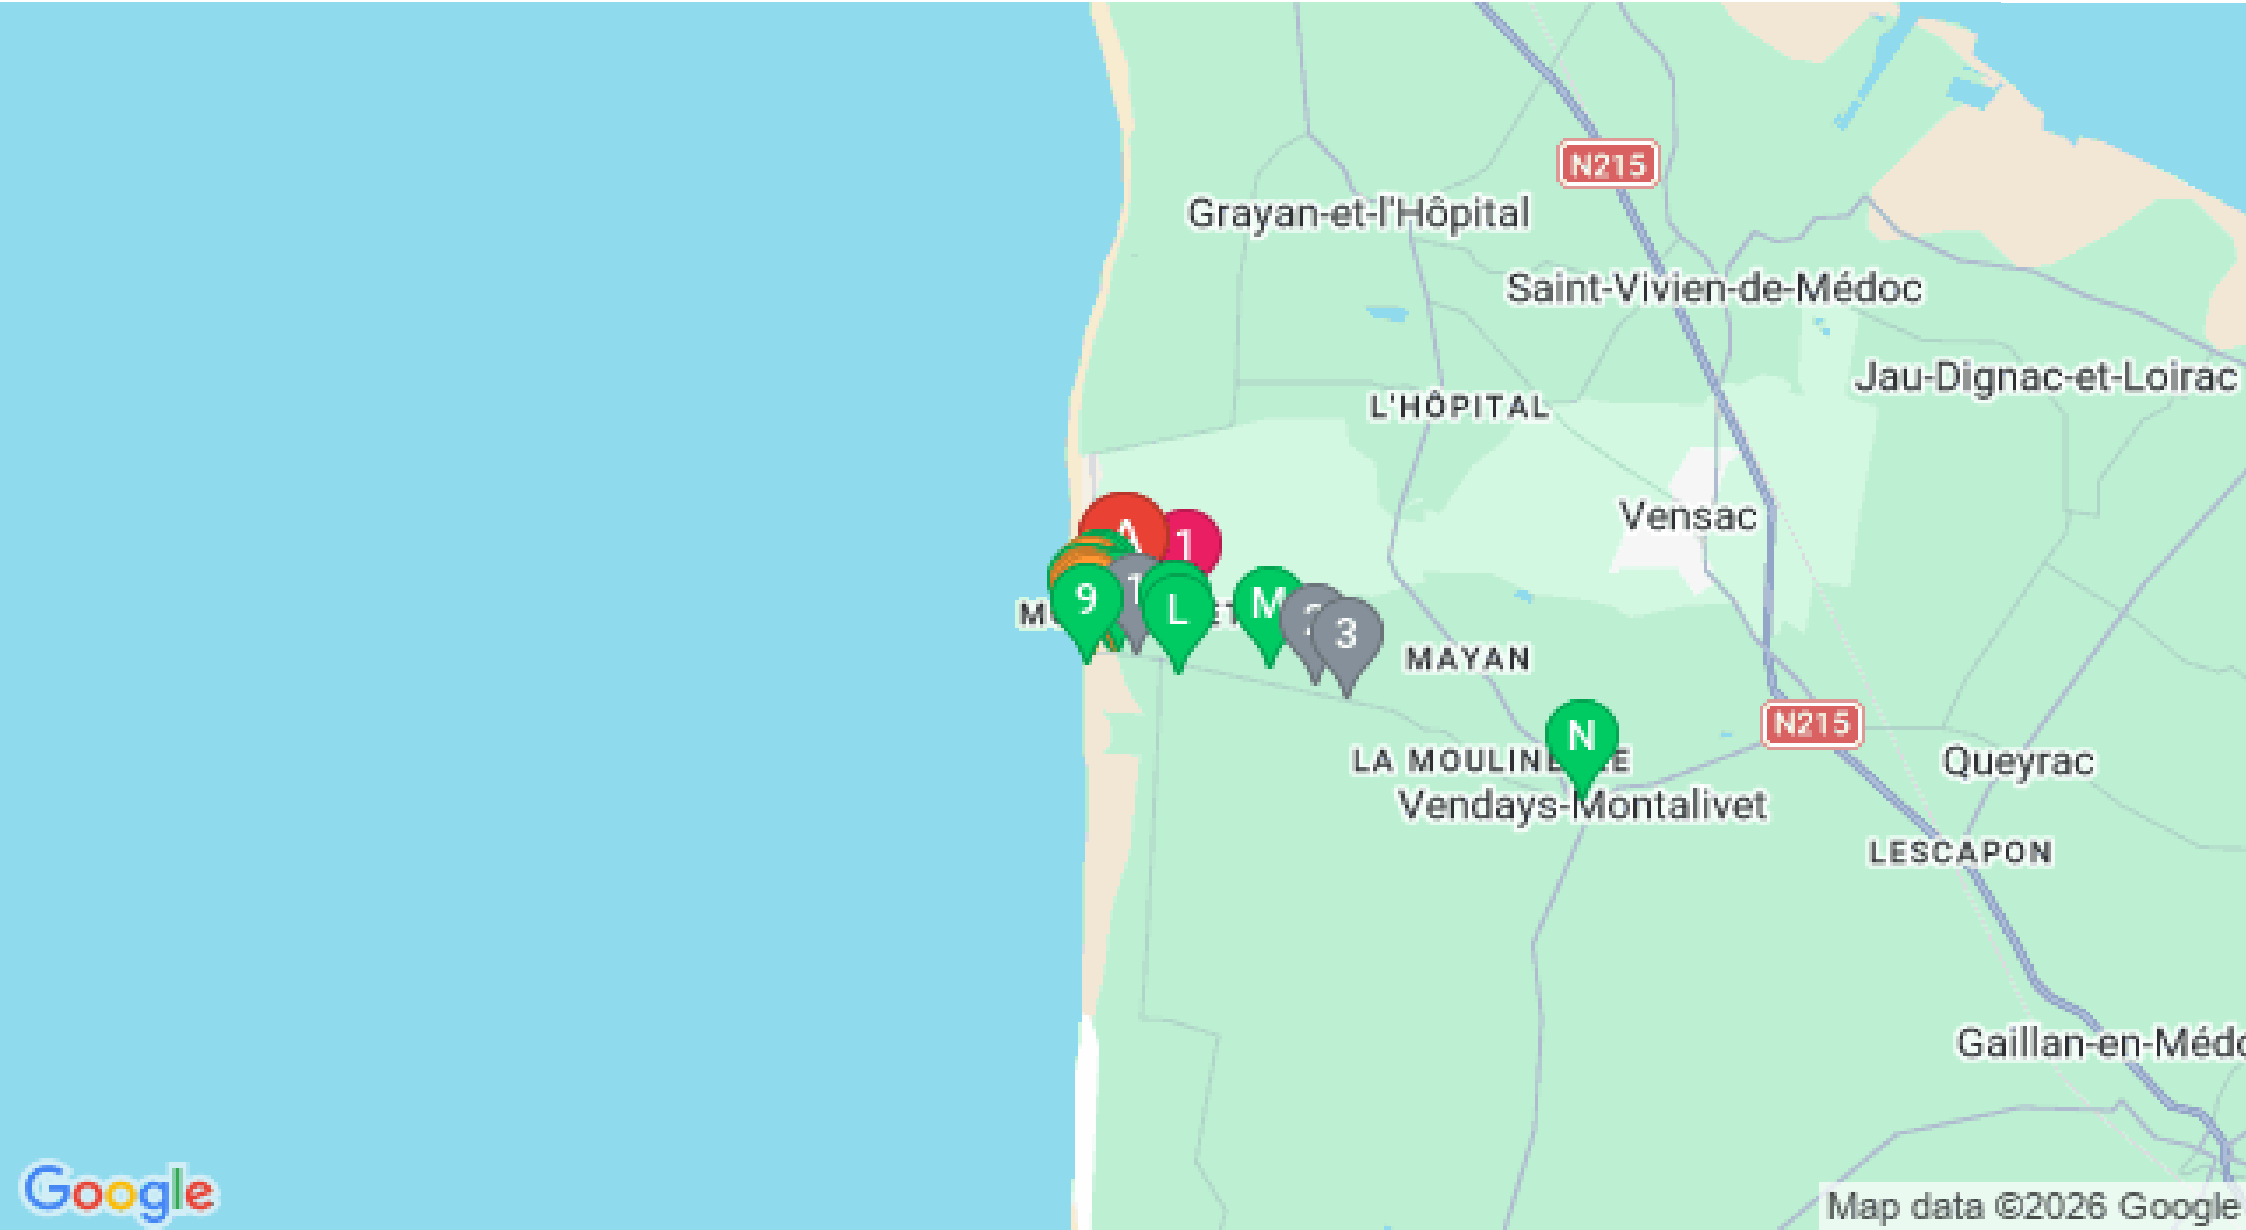 N215
Grayan-et-l'Hôpital
Saint-Vivien-de-Médoc
Jau-Dignac-et-Loirac
L'HÔPITAL
Vensac
A
1
1
9
L
M
3
MAYAN
N215
N
LA MOULINE
Queyrac
Vendays-Montalivet
LESCAPON
Gaillan-en-Médo
Google
Map data ©2026 Google